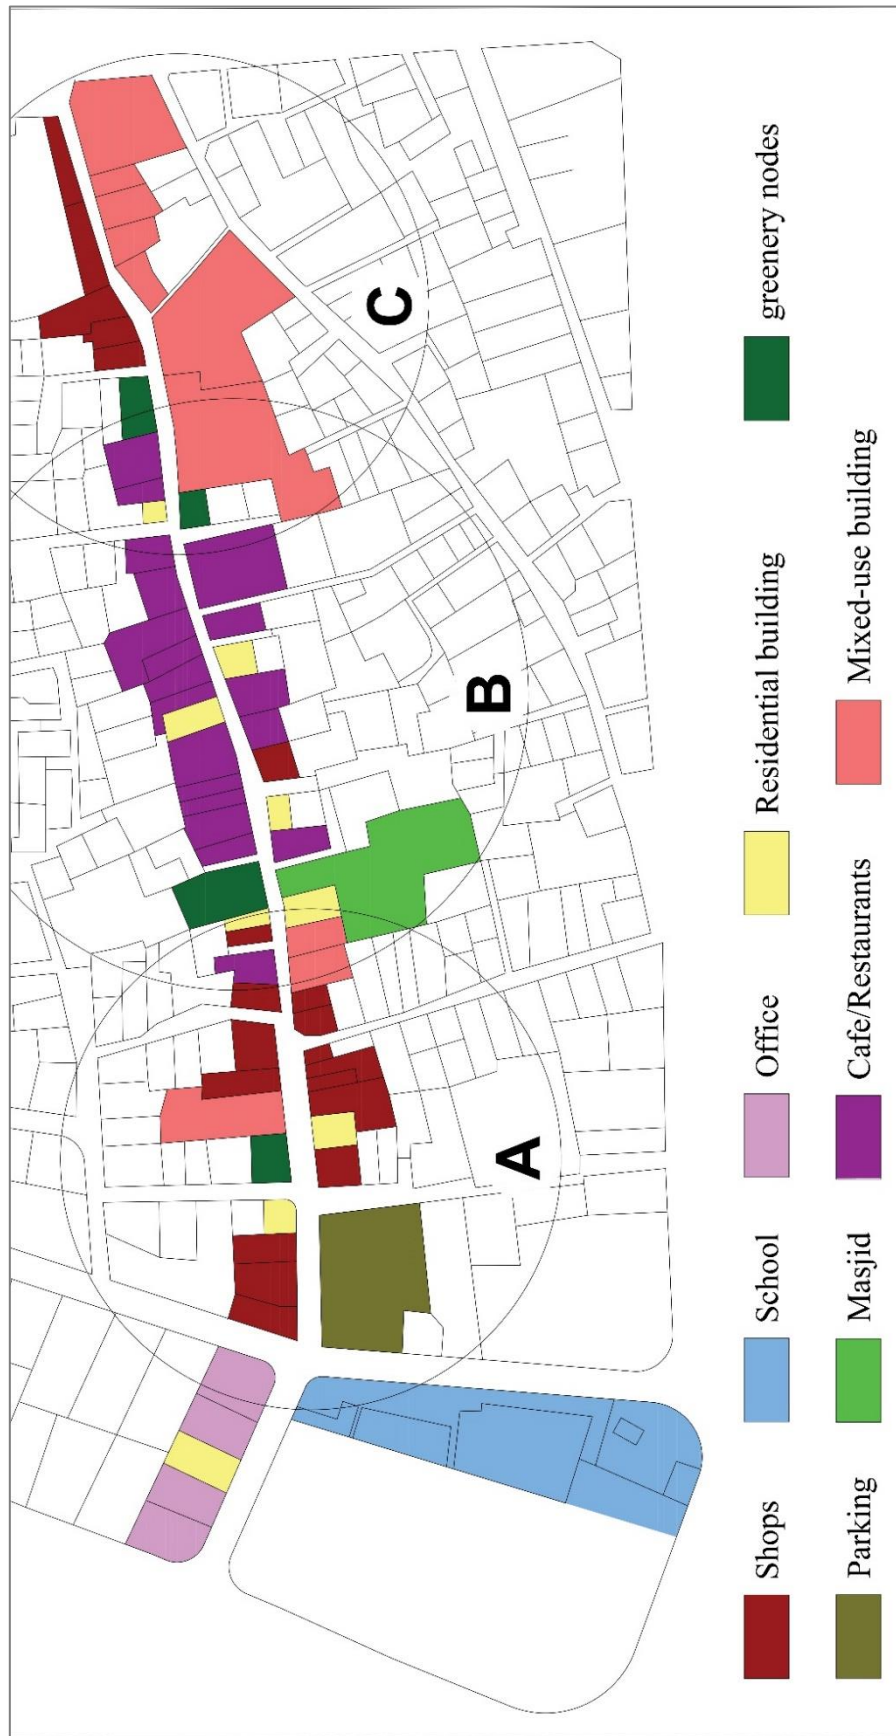 A
B
C
Shops
School
Office
Residential building
greenery nodes
Parking
Masjid
Cafe/Restaurants
Mixed-use building